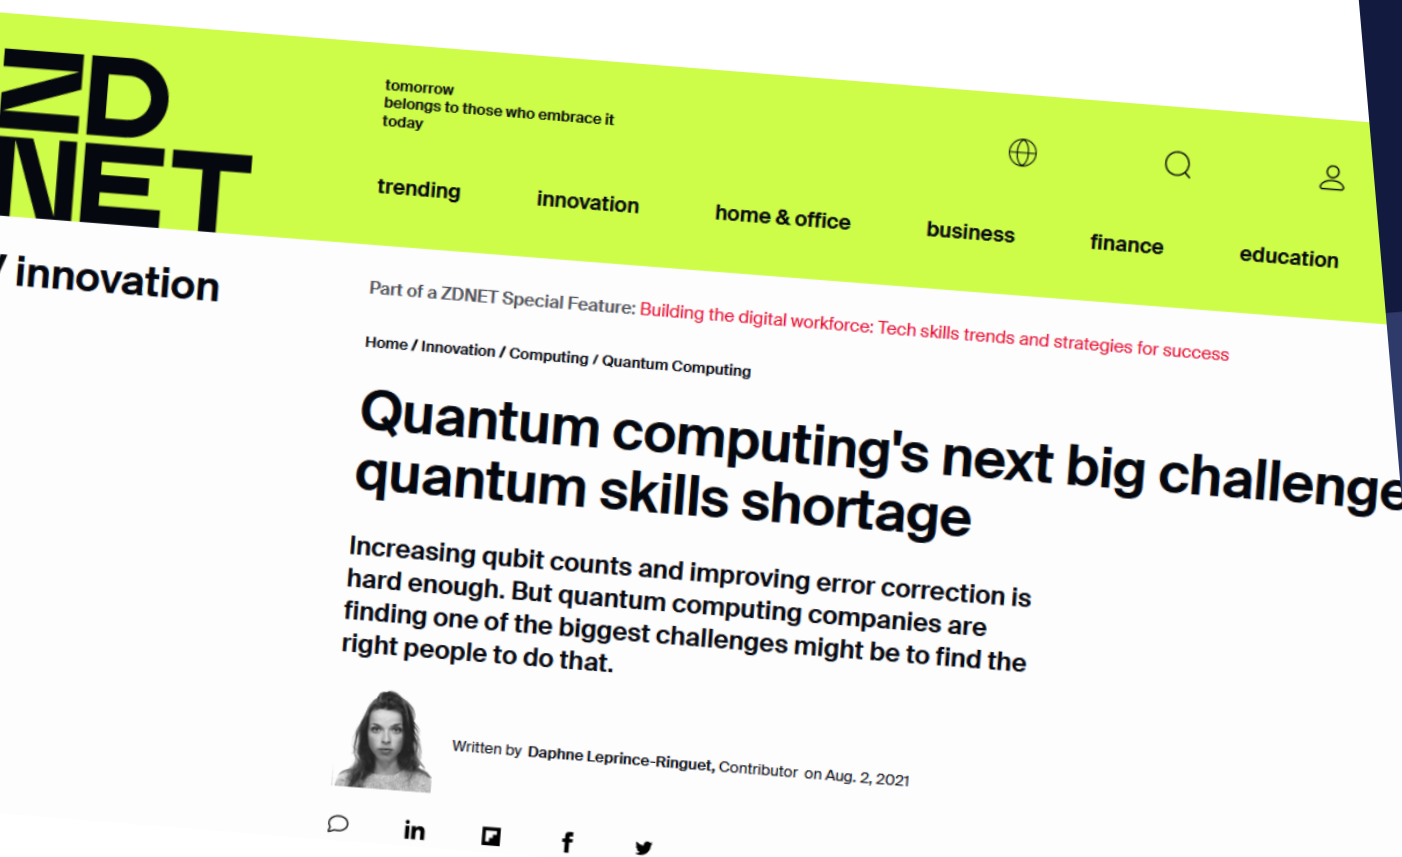 ZD
NET
tomorrow
belongs to those who embrace it
today
trending innovation home & office business finance education
/ innovation
Part of a ZDNET Special Feature: Building the digital workforce: Tech skills trends and strategies for success
Home / Innovation / Computing / Quantum Computing
Quantum computing's next big challenge
quantum skills shortage
Increasing qubit counts and improving error correction is
hard enough. But quantum computing companies are
finding one of the biggest challenges might be to find the
right people to do that.
Written by Daphne Leprince-Ringuet, Contributor on Aug. 2, 2021